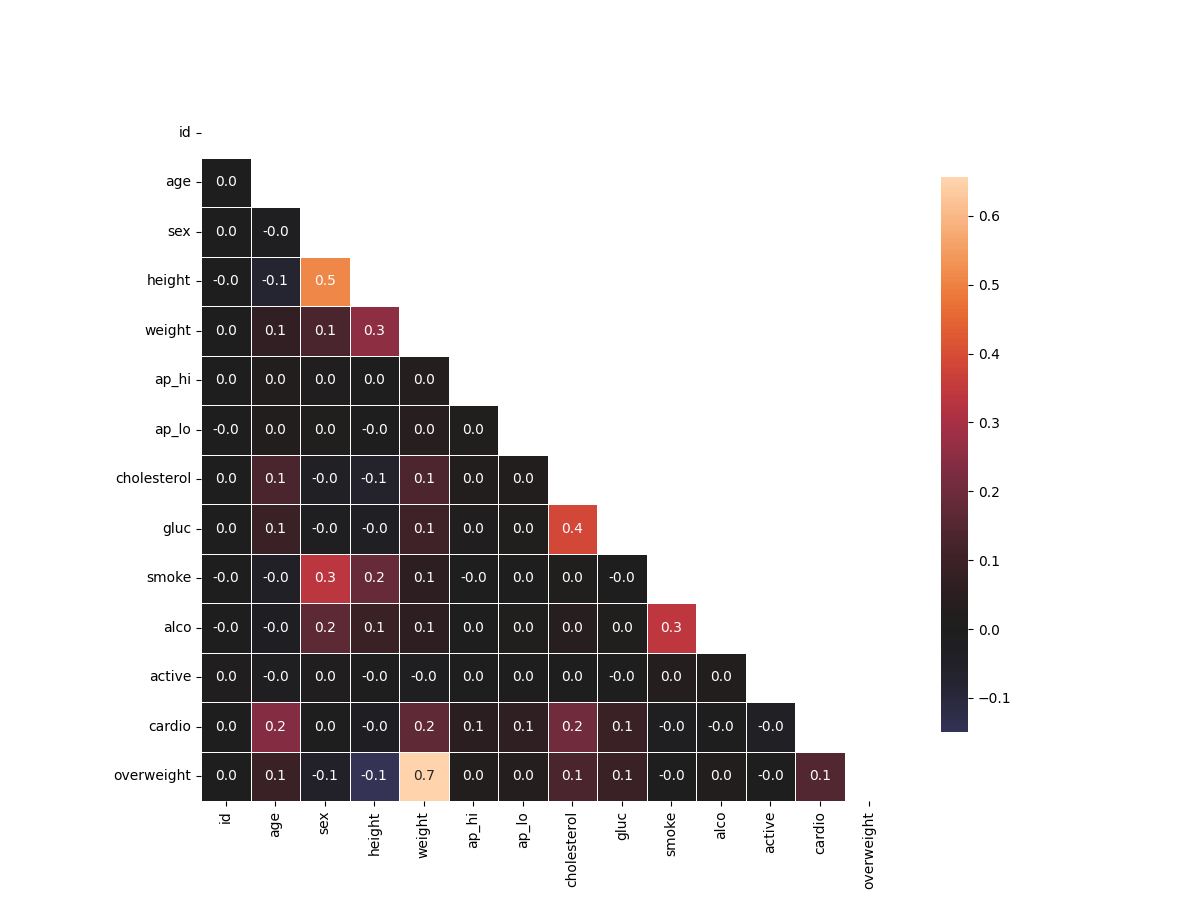 id
age 0.0
sex 0.0 -0.0
height -0.0 -0.1 0.5
weight 0.0 0.1 0.1 0.3
ap_hi 0.0 0.0 0.0 0.0 0.0
ap_lo -0.0 0.0 0.0 -0.0 0.0 0.0
cholesterol 0.0 0.1 -0.0 -0.1 0.1 0.0 0.0
gluc 0.0 0.1 -0.0 -0.0 0.1 0.0 0.0 0.4
smoke -0.0 -0.0 0.3 0.2 0.1 -0.0 0.0 0.0 -0.0
alco -0.0 -0.0 0.2 0.1 0.1 0.0 0.0 0.0 0.0 0.3
active 0.0 -0.0 0.0 -0.0 -0.0 0.0 0.0 0.0 -0.0 0.0 0.0
cardio 0.0 0.2 0.0 -0.0 0.2 0.1 0.1 0.2 0.1 -0.0 -0.0 -0.0
overweight 0.0 0.1 -0.1 -0.1 0.7 0.0 0.0 0.1 0.1 -0.0 0.0 -0.0 0.1
id age sex height weight ap_hi ap_lo cholesterol gluc smoke alco active cardio overweight
0.6
0.5
0.4
0.3
0.2
0.1
0.0
−0.1